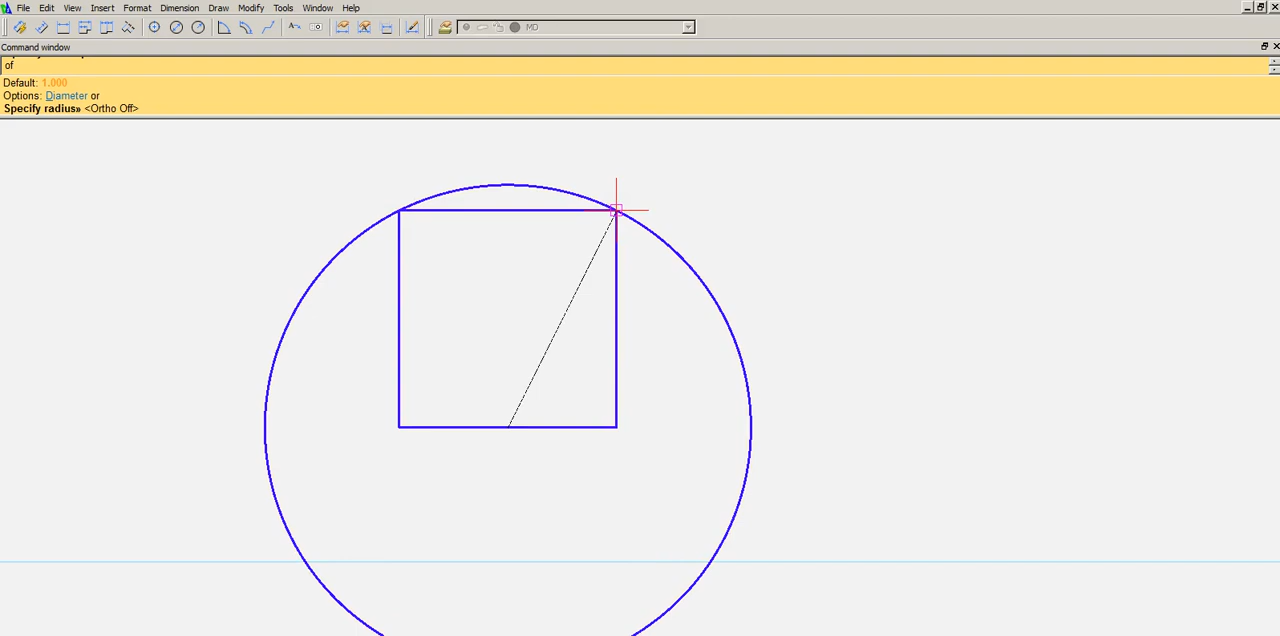 File Edit View Insert Format Dimension Draw Modify Tools Window Help
MD
Command window
of
Default: 1.000
Options: Diameter or
Specify radius» <Ortho Off>